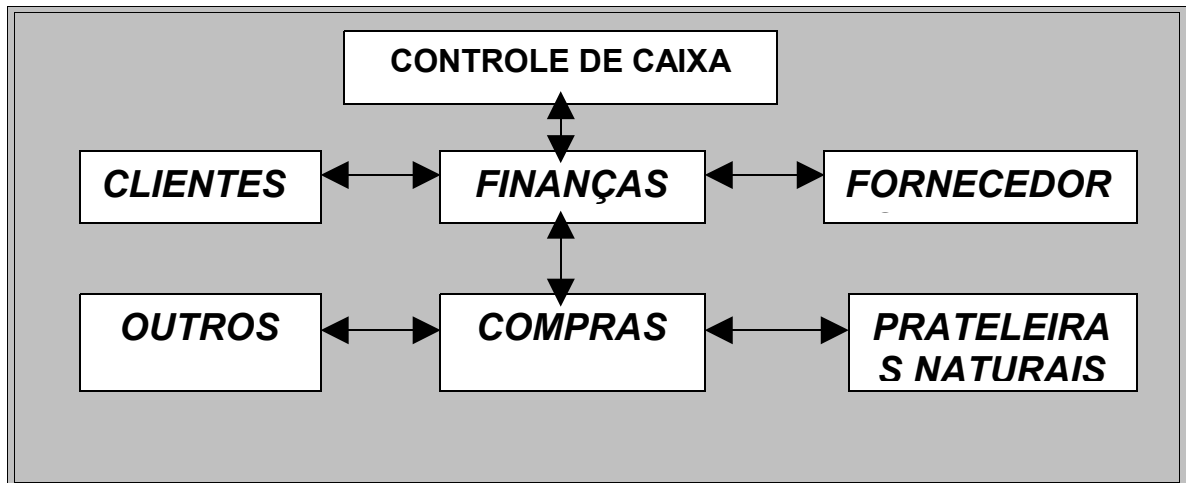 CONTROLE DE CAIXA
CLIENTES
FINANÇAS
FORNECEDOR
OUTROS
COMPRAS
PRATELEIRA
S NATURAIS